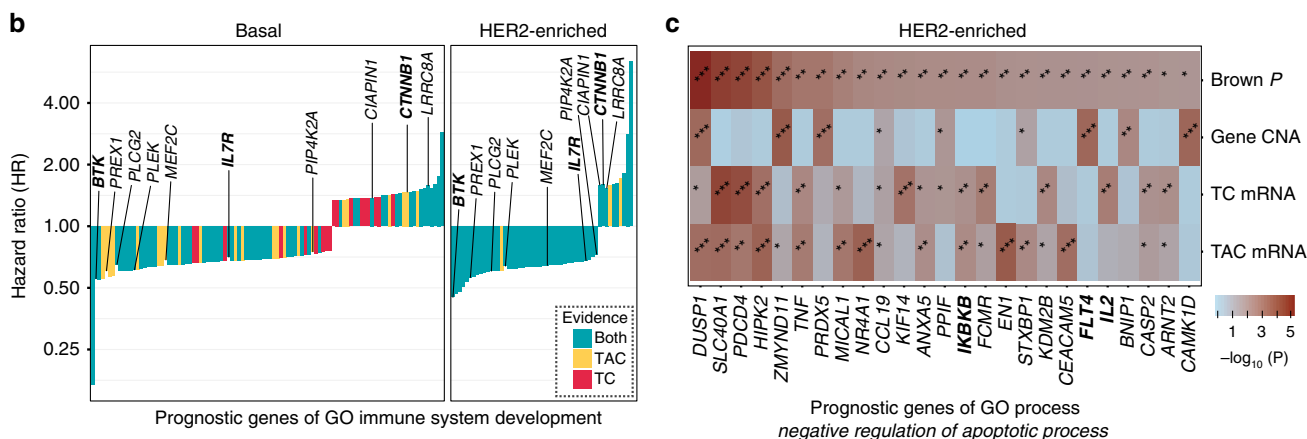 b
Basal
HER2-enriched
Hazard ratio (HR)
4.00
2.00
1.00
0.50
0.25
BTK
PREX1
PLCG2
PLEK
MEF2C
IL7R
PIP4K2A
CIAPIN1
CTNNB1
LRRC8A
BTK
PREX1
PLCG2
PLEK
MEF2C
IL7R
PIP4K2A
CIAPIN1
CTNNB1
LRRC8A
Evidence
Both
TAC
TC
Prognostic genes of GO immune system development
c
HER2-enriched
Brown P
*** *** *** *** *** ** ** ** ** ** ** ** ** ** ** ** ** ** ** ** ** ** ** * *
Gene CNA
*** *** *** * * * *** ** ***
TC mRNA
* *** *** *** ** * *** * * ** ** ** ** ** **
TAC mRNA
*** *** ** *** * ** ** *** * ** ** * *** ** * *** * *
DUSP1
SLC40A1
PDCD4
HIPK2
ZMYND11
TNF
PRDX5
MICAL1
NR4A1
CCL19
KIF14
ANXA5
PPIF
IKBKB
FCMR
EN1
STXBP1
KDM2B
CEACAM5
FLT4
IL2
BNIP1
CASP2
ARNT2
CAMK1D
1 3 5
–log10 (P)
Prognostic genes of GO process
negative regulation of apoptotic process